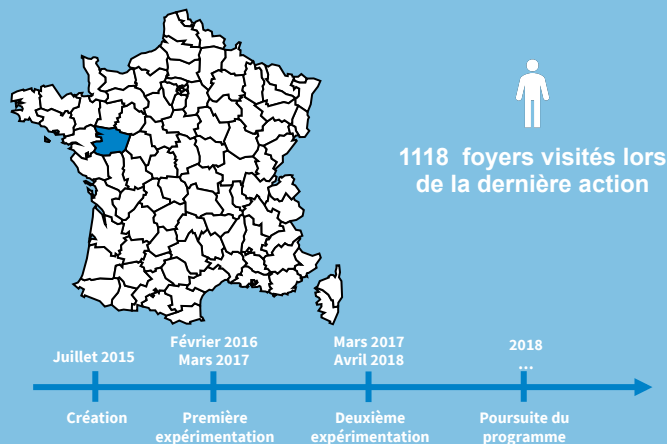 1118 foyers visités lors
de la dernière action
Juillet 2015
Février 2016
Mars 2017
Mars 2017
Avril 2018
2018
...
Création
Première
expérimentation
Deuxième
expérimentation
Poursuite du
programme